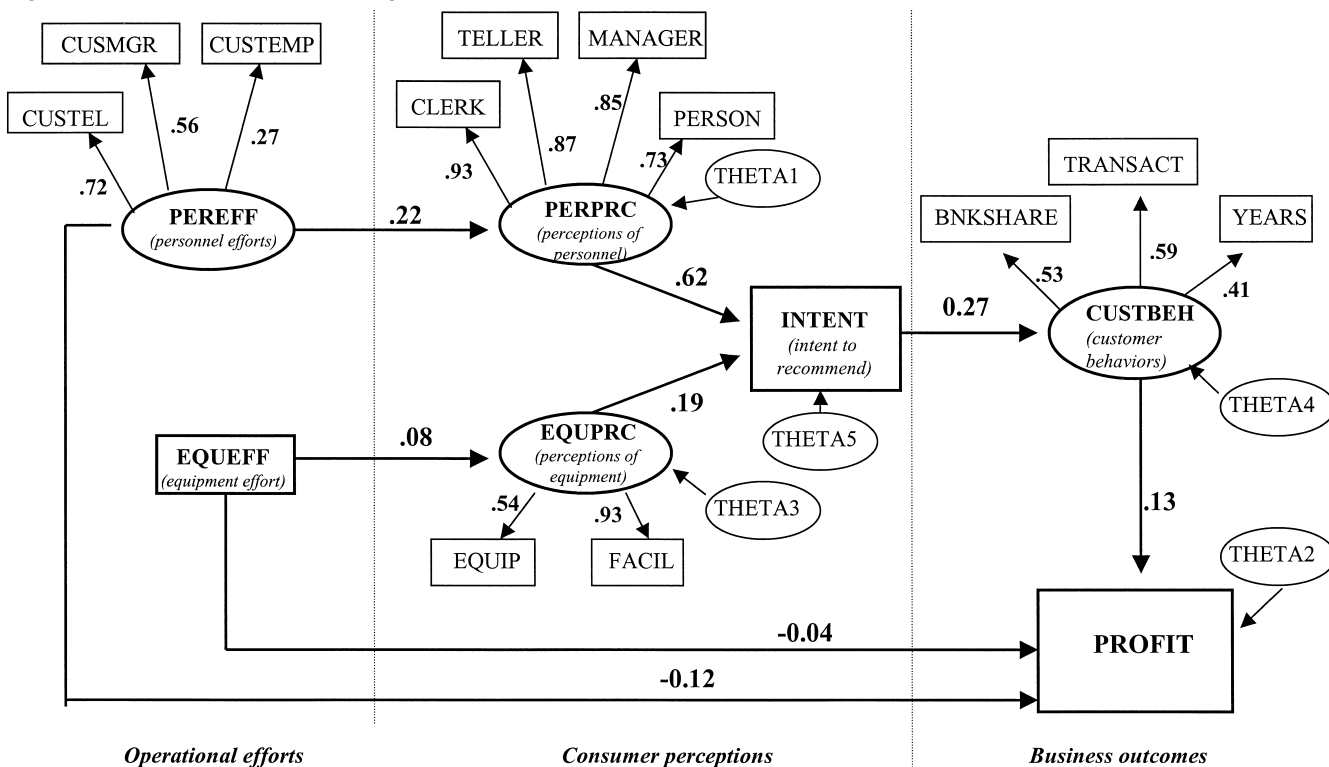 CUSMGR
CUSTEMP
TELLER
MANAGER
CUSTEL
CLERK
PERSON
.56
.27
.72
.93
.87
.85
.73
THETA1
TRANSACT
BNKSHARE
YEARS
.53
.59
.41
PEREFF
(personnel efforts)
.22
PERPRC
(perceptions of
personnel)
.62
INTENT
(intent to
recommend)
0.27
CUSTBEH
(customer
behaviors)
THETA4
THETA5
.19
EQUEFF
(equipment effort)
.08
EQUPRC
(perceptions of
equipment)
THETA3
.54
.93
EQUIP
FACIL
.13
THETA2
PROFIT
-0.04
-0.12
Operational efforts
Consumer perceptions
Business outcomes